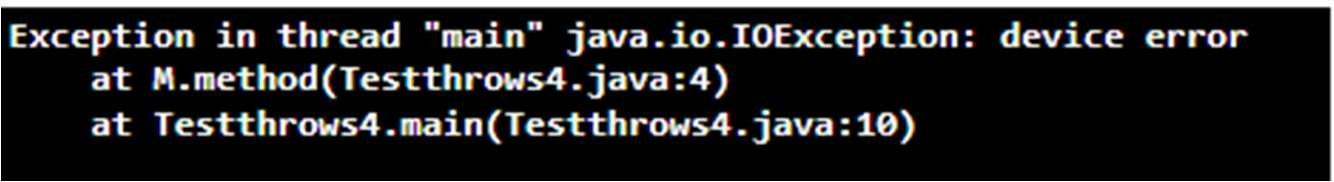 Exception in thread "main" java.io.IOException: device error
at M.method(Testthrows4.java:4)
at Testthrows4.main(Testthrows4.java:10)